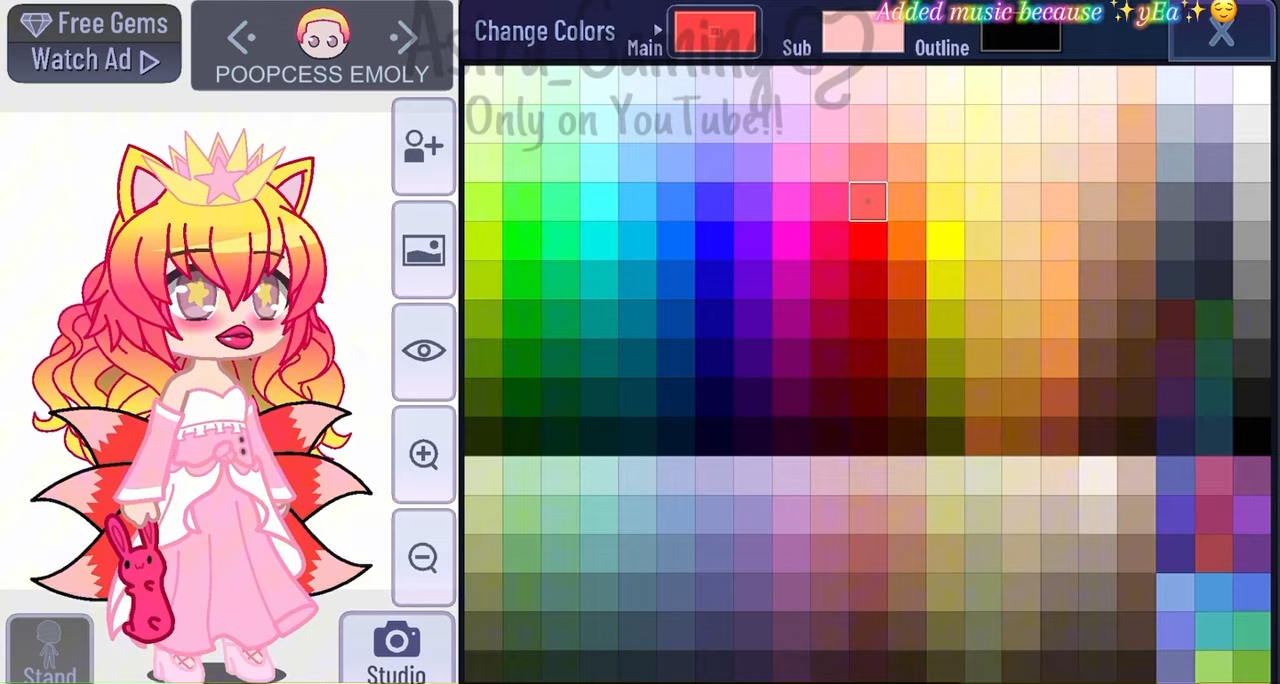 Free Gems
Watch Ad
POOPCESS EMOLY
Change Colors
Main
Sub
Outline
Added music because ✨yEa✨😌
Astra_Gaming
Only on YouTube!!
Stand
Studio